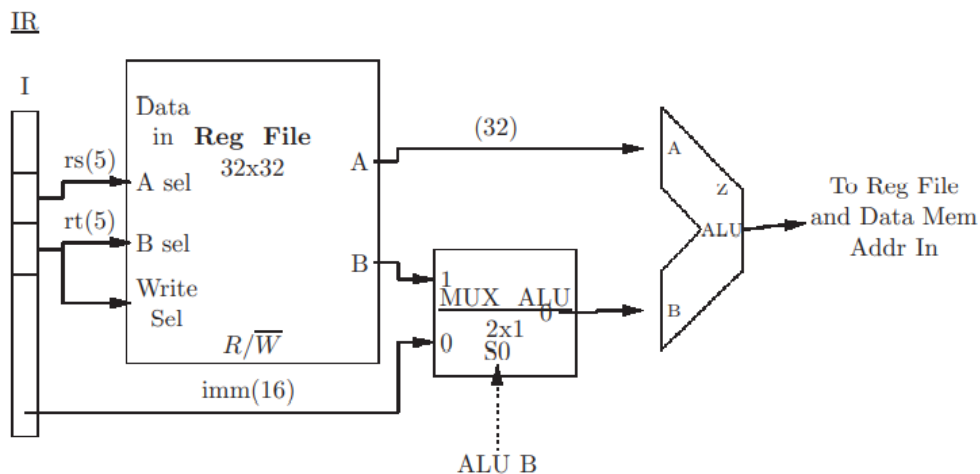 IR
I
Data
in Reg File
32x32
rs(5)
A sel
A
(32)
A
Z
ALU
To Reg File
and Data Mem
Addr In
rt(5)
B sel
B
Write
Sel
R/W̅
1
MUX ALU
0
2x1
0
S0
B
imm(16)
ALU B